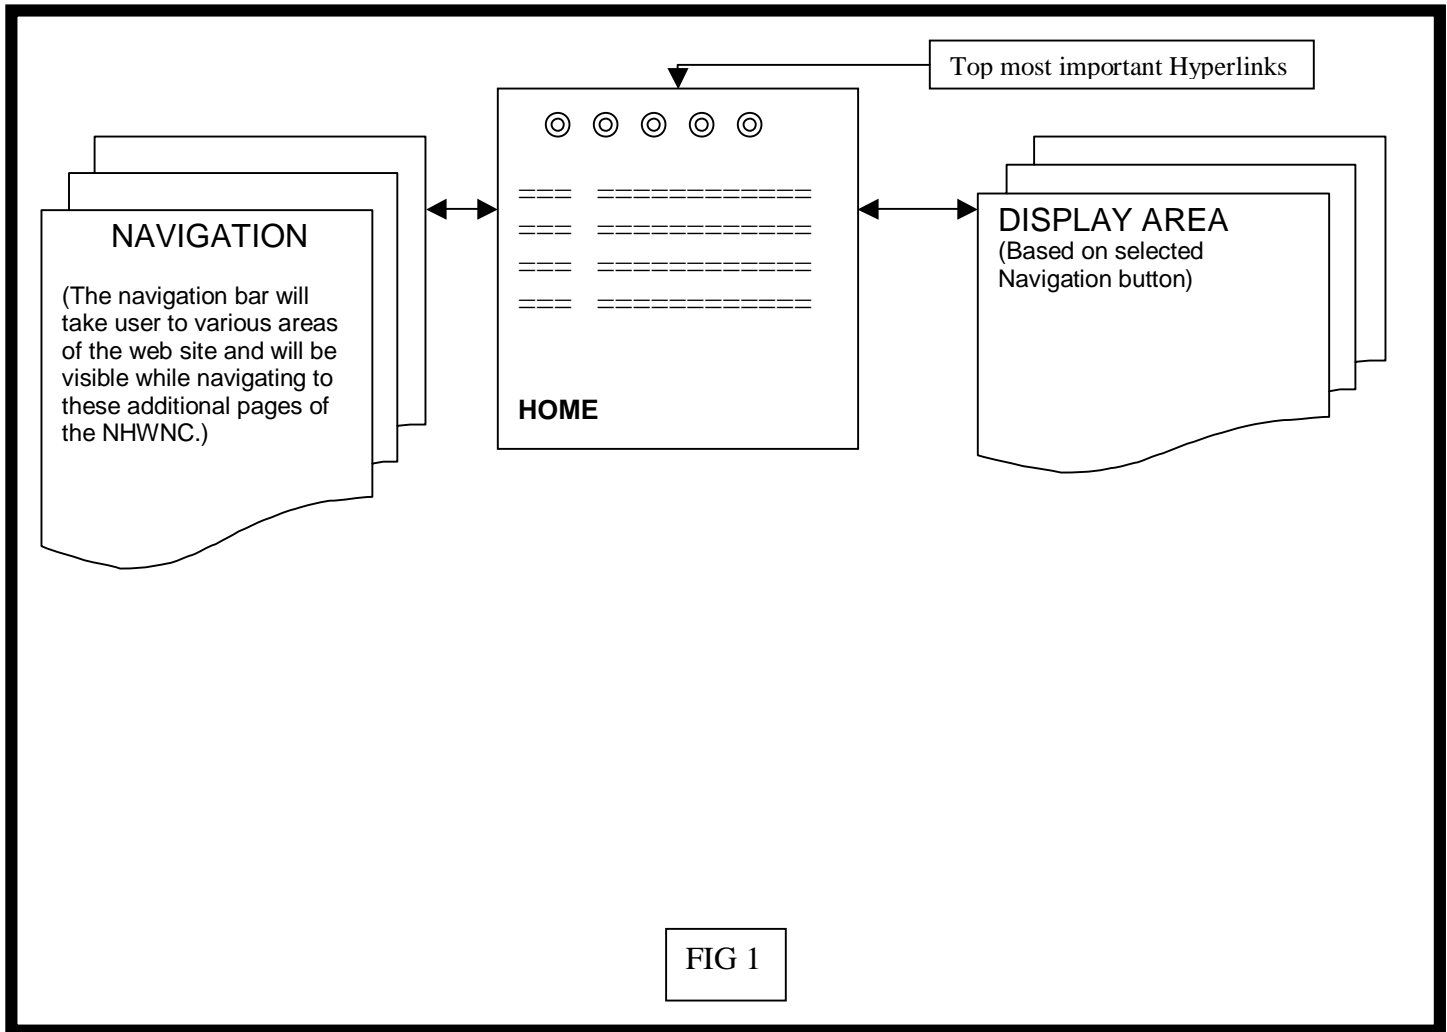 Top most important Hyperlinks
NAVIGATION
(The navigation bar will
take user to various areas
of the web site and will be
visible while navigating to
these additional pages of
the NHWNC.)
=== ============
=== ============
=== ============
=== ============
HOME
DISPLAY AREA
(Based on selected
Navigation button)
FIG 1